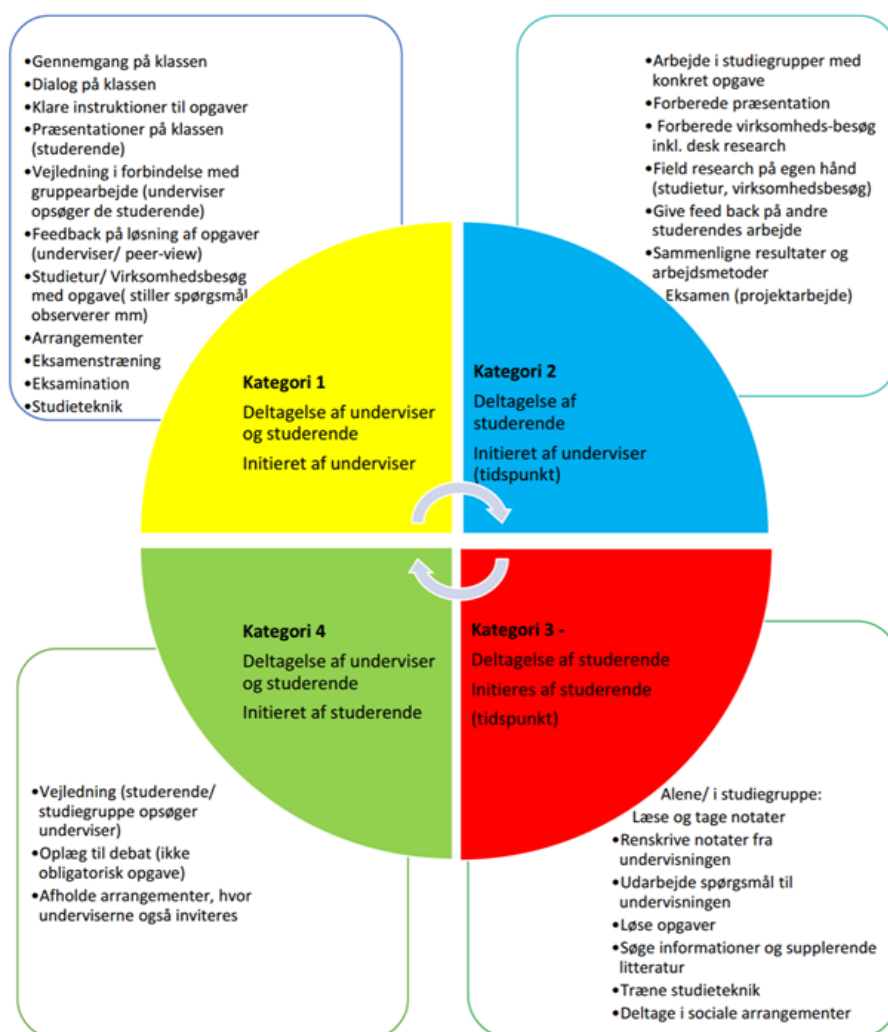 •Gennemgang på klassen
•Dialog på klassen
•Klare instruktioner til opgaver
•Præsentationer på klassen
(studerende)
•Vejledning i forbindelse med
gruppearbejde (underviser
opsøger de studerende)
•Feedback på løsning af opgaver
(underviser/ peer-view)
•Studietur/ Virksomhedsbesøg
med opgave( stiller spørgsmål
observerer mm)
•Arrangementer
•Eksamenstræning
•Eksamination
•Studieteknik
•Arbejde i studiegrupper med
konkret opgave
•Forberede præsentation
• Forberede virksomheds-besøg
inkl. desk research
•Field research på egen hånd
(studietur, virksomhedsbesøg)
•Give feed back på andre
studerendes arbejde
•Sammenligne resultater og
arbejdsmetoder
Eksamen (projektarbejde)
Kategori 1
Deltagelse af underviser
og studerende
Initieret af underviser
Kategori 2
Deltagelse af
studerende
Initieret af underviser
(tidspunkt)
Kategori 4
Deltagelse af underviser
og studerende
Initieret af studerende
Kategori 3 -
Deltagelse af studerende
Initieres af studerende
(tidspunkt)
•Vejledning (studerende/
studiegruppe opsøger
underviser)
•Oplæg til debat (ikke
obligatorisk opgave)
•Afholde arrangementer, hvor
underviserne også inviteres
Alene/ i studiegruppe:
Læse og tage notater
•Renskrive notater fra
undervisningen
•Udarbejde spørgsmål til
undervisningen
•Løse opgaver
•Søge informationer og supplerende
litteratur
•Træne studieteknik
•Deltage i sociale arrangementer